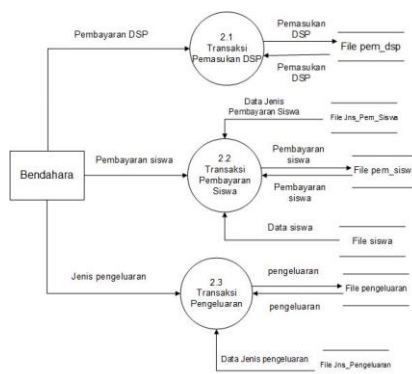 Pembayaran DSP
2.1
Transaksi
Pemasukan DSP
Pemasukan
DSP
Pemasukan
DSP
File pem_dsp
Data Jenis
Pembayaran Siswa
File Jns_Pem_Siswa
Bendahara
Pembayaran siswa
2.2
Transaksi
Pembayaran
Siswa
Pembayaran
siswa
Pembayaran
siswa
File pem_sisw
Data siswa
File siswa
Jenis pengeluaran
2.3
Transaksi
Pengeluaran
pengeluaran
pengeluaran
File pengeluaran
Data Jenis pengeluaran
File Jns_Pengeluaran